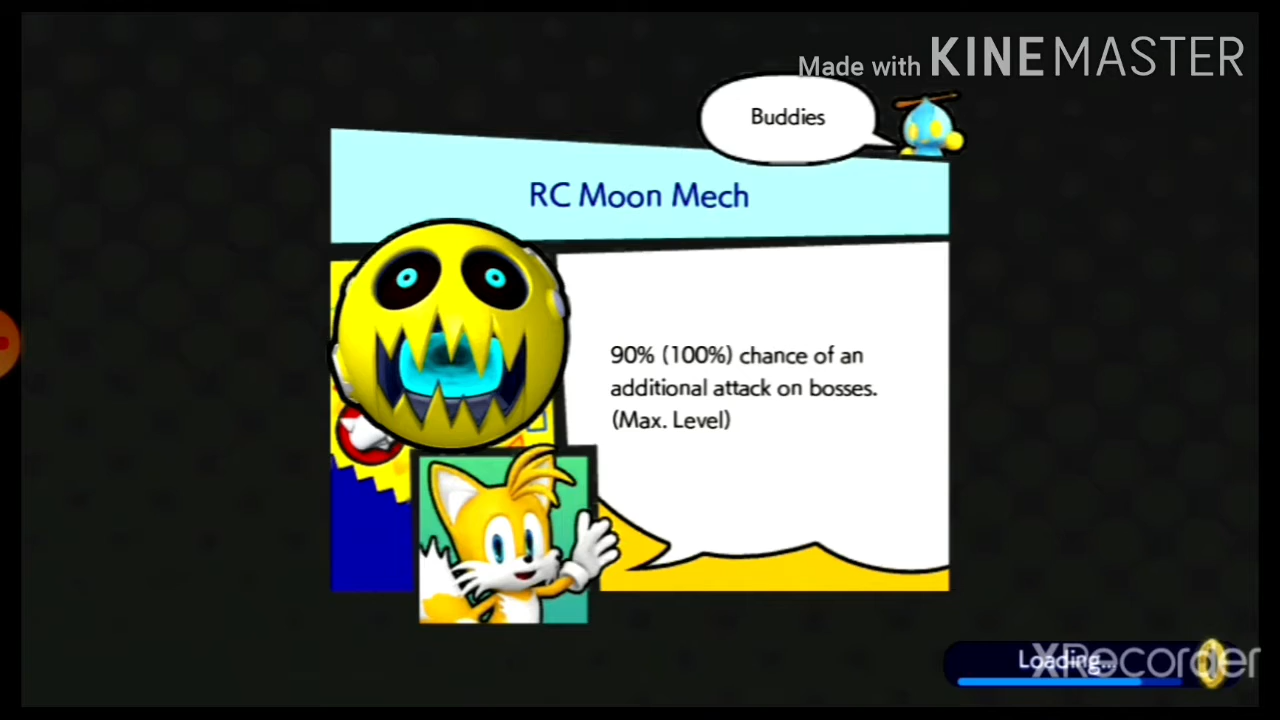 Made with KINEMASTER
Buddies
RC Moon Mech
90% (100%) chance of an
additional attack on bosses.
(Max. Level)
Loading...
XRecorder